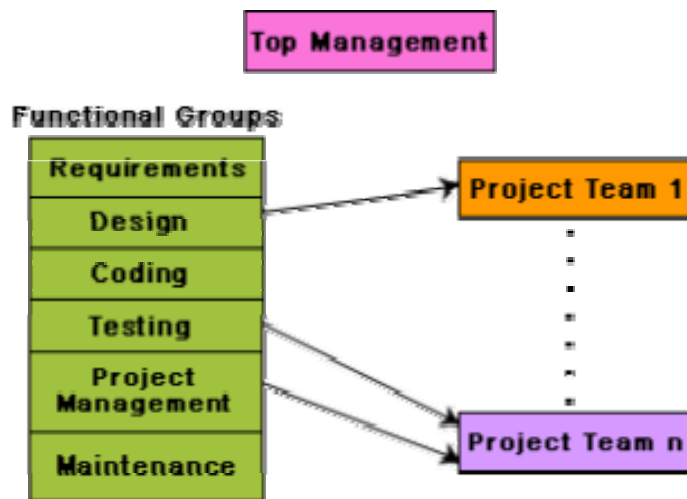 Top Management
Functional Groups
Requirements
Design
Coding
Testing
Project
Management
Maintenance
Project Team 1
Project Team n